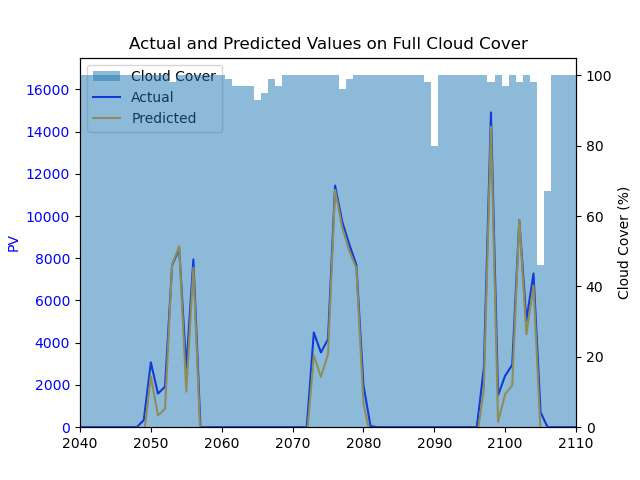 Actual and Predicted Values on Full Cloud Cover
Cloud Cover
Actual
Predicted
PV
0
2000
4000
6000
8000
10000
12000
14000
16000
Cloud Cover (%)
0
20
40
60
80
100
2040 2050 2060 2070 2080 2090 2100 2110